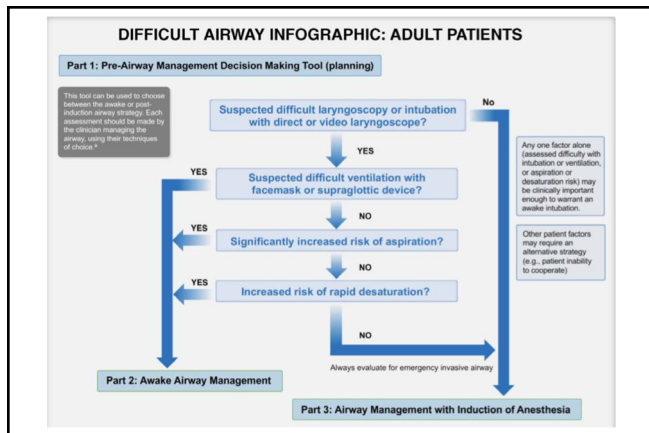 DIFFICULT AIRWAY INFOGRAPHIC: ADULT PATIENTS
Part 1: Pre-Airway Management Decision Making Tool (planning)
This tool can be used to choose
between the awake or post-
induction airway strategy. Each
assessment should be made by
the clinician managing the
airway, using their techniques
of choice.
Suspected difficult laryngoscopy or intubation
with direct or video laryngoscope?
No
YES
Any one factor alone
(assessed difficulty with
intubation or ventilation,
or aspiration or
desaturation risk) may
be clinically important
enough to warrant an
awake intubation.
YES
Suspected difficult ventilation with
facemask or supraglottic device?
NO
Other patient factors
may require an
alternative strategy
(e.g., patient inability
to cooperate)
YES
Significantly increased risk of aspiration?
NO
YES
Increased risk of rapid desaturation?
NO
Always evaluate for emergency invasive airway
Part 2: Awake Airway Management
Part 3: Airway Management with Induction of Anesthesia